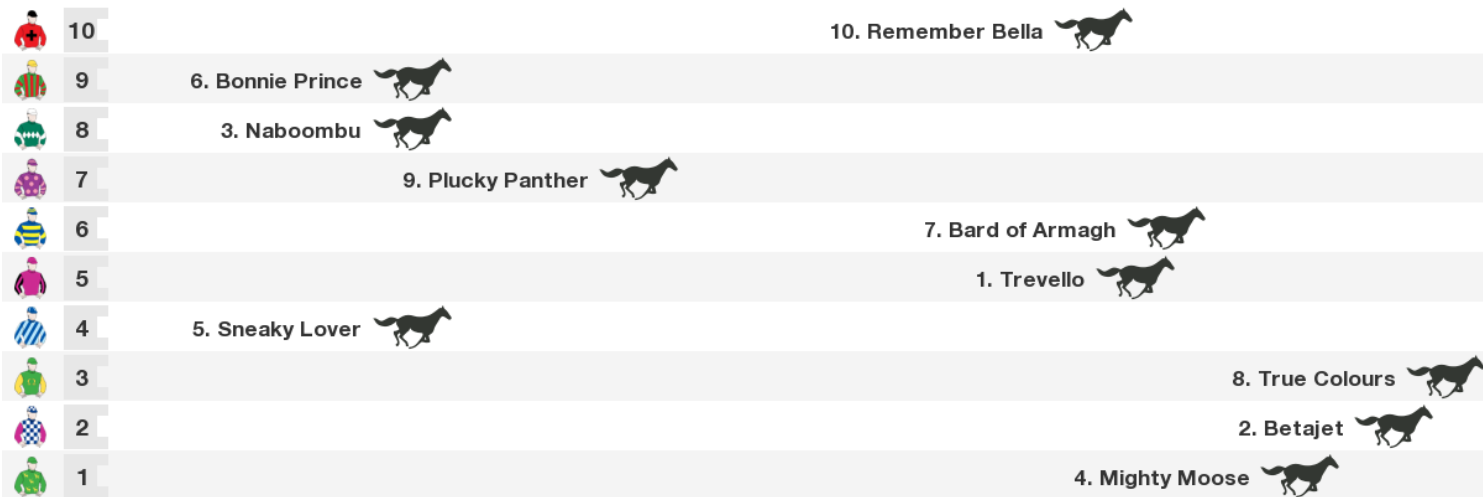 10 10. Remember Bella
9 6. Bonnie Prince
8 3. Naboombu
7 9. Plucky Panther
6 7. Bard of Armagh
5 1. Trevello
4 5. Sneaky Lover
3 8. True Colours
2 2. Betajet
1 4. Mighty Moose